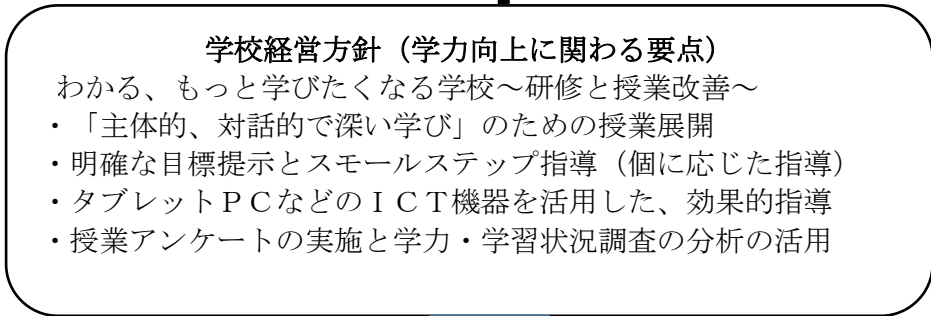 学校経営方針（学力向上に関わる要点）
わかる、もっと学びたくなる学校～研修と授業改善～
・「主体的、対話的で深い学び」のための授業展開
・明確な目標提示とスモールステップ指導（個に応じた指導）
・タブレットＰＣなどのＩＣＴ機器を活用した、効果的指導
・授業アンケートの実施と学力・学習状況調査の分析の活用